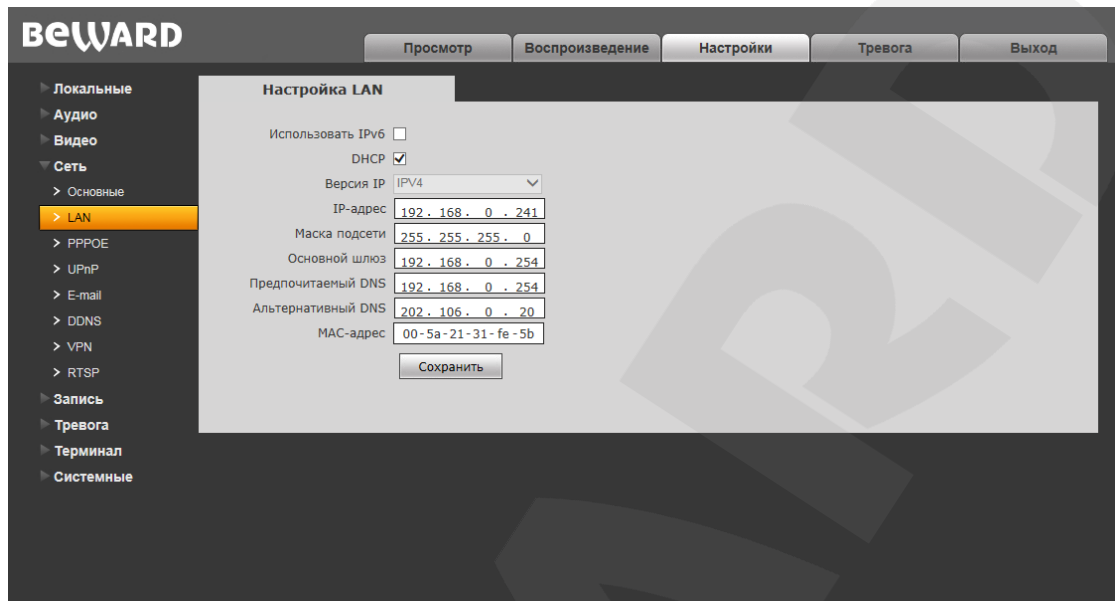 BEWARD
Просмотр Воспроизведение Настройки Тревога Выход
Локальные
Аудио
Видео
Сеть
> Основные
> LAN
> PPPOE
> UPnP
> E-mail
> DDNS
> VPN
> RTSP
Запись
Тревога
Терминал
Системные
Настройка LAN
Использовать IPv6
DHCP
Версия IP IPV4
IP-адрес 192. 168. 0 . 241
Маска подсети 255. 255. 255. 0
Основной шлюз 192. 168. 0 . 254
Предпочитаемый DNS 192. 168. 0 . 254
Альтернативный DNS 202. 106. 0 . 20
МАС-адрес 00-5a-21-31-fe-5b
Сохранить